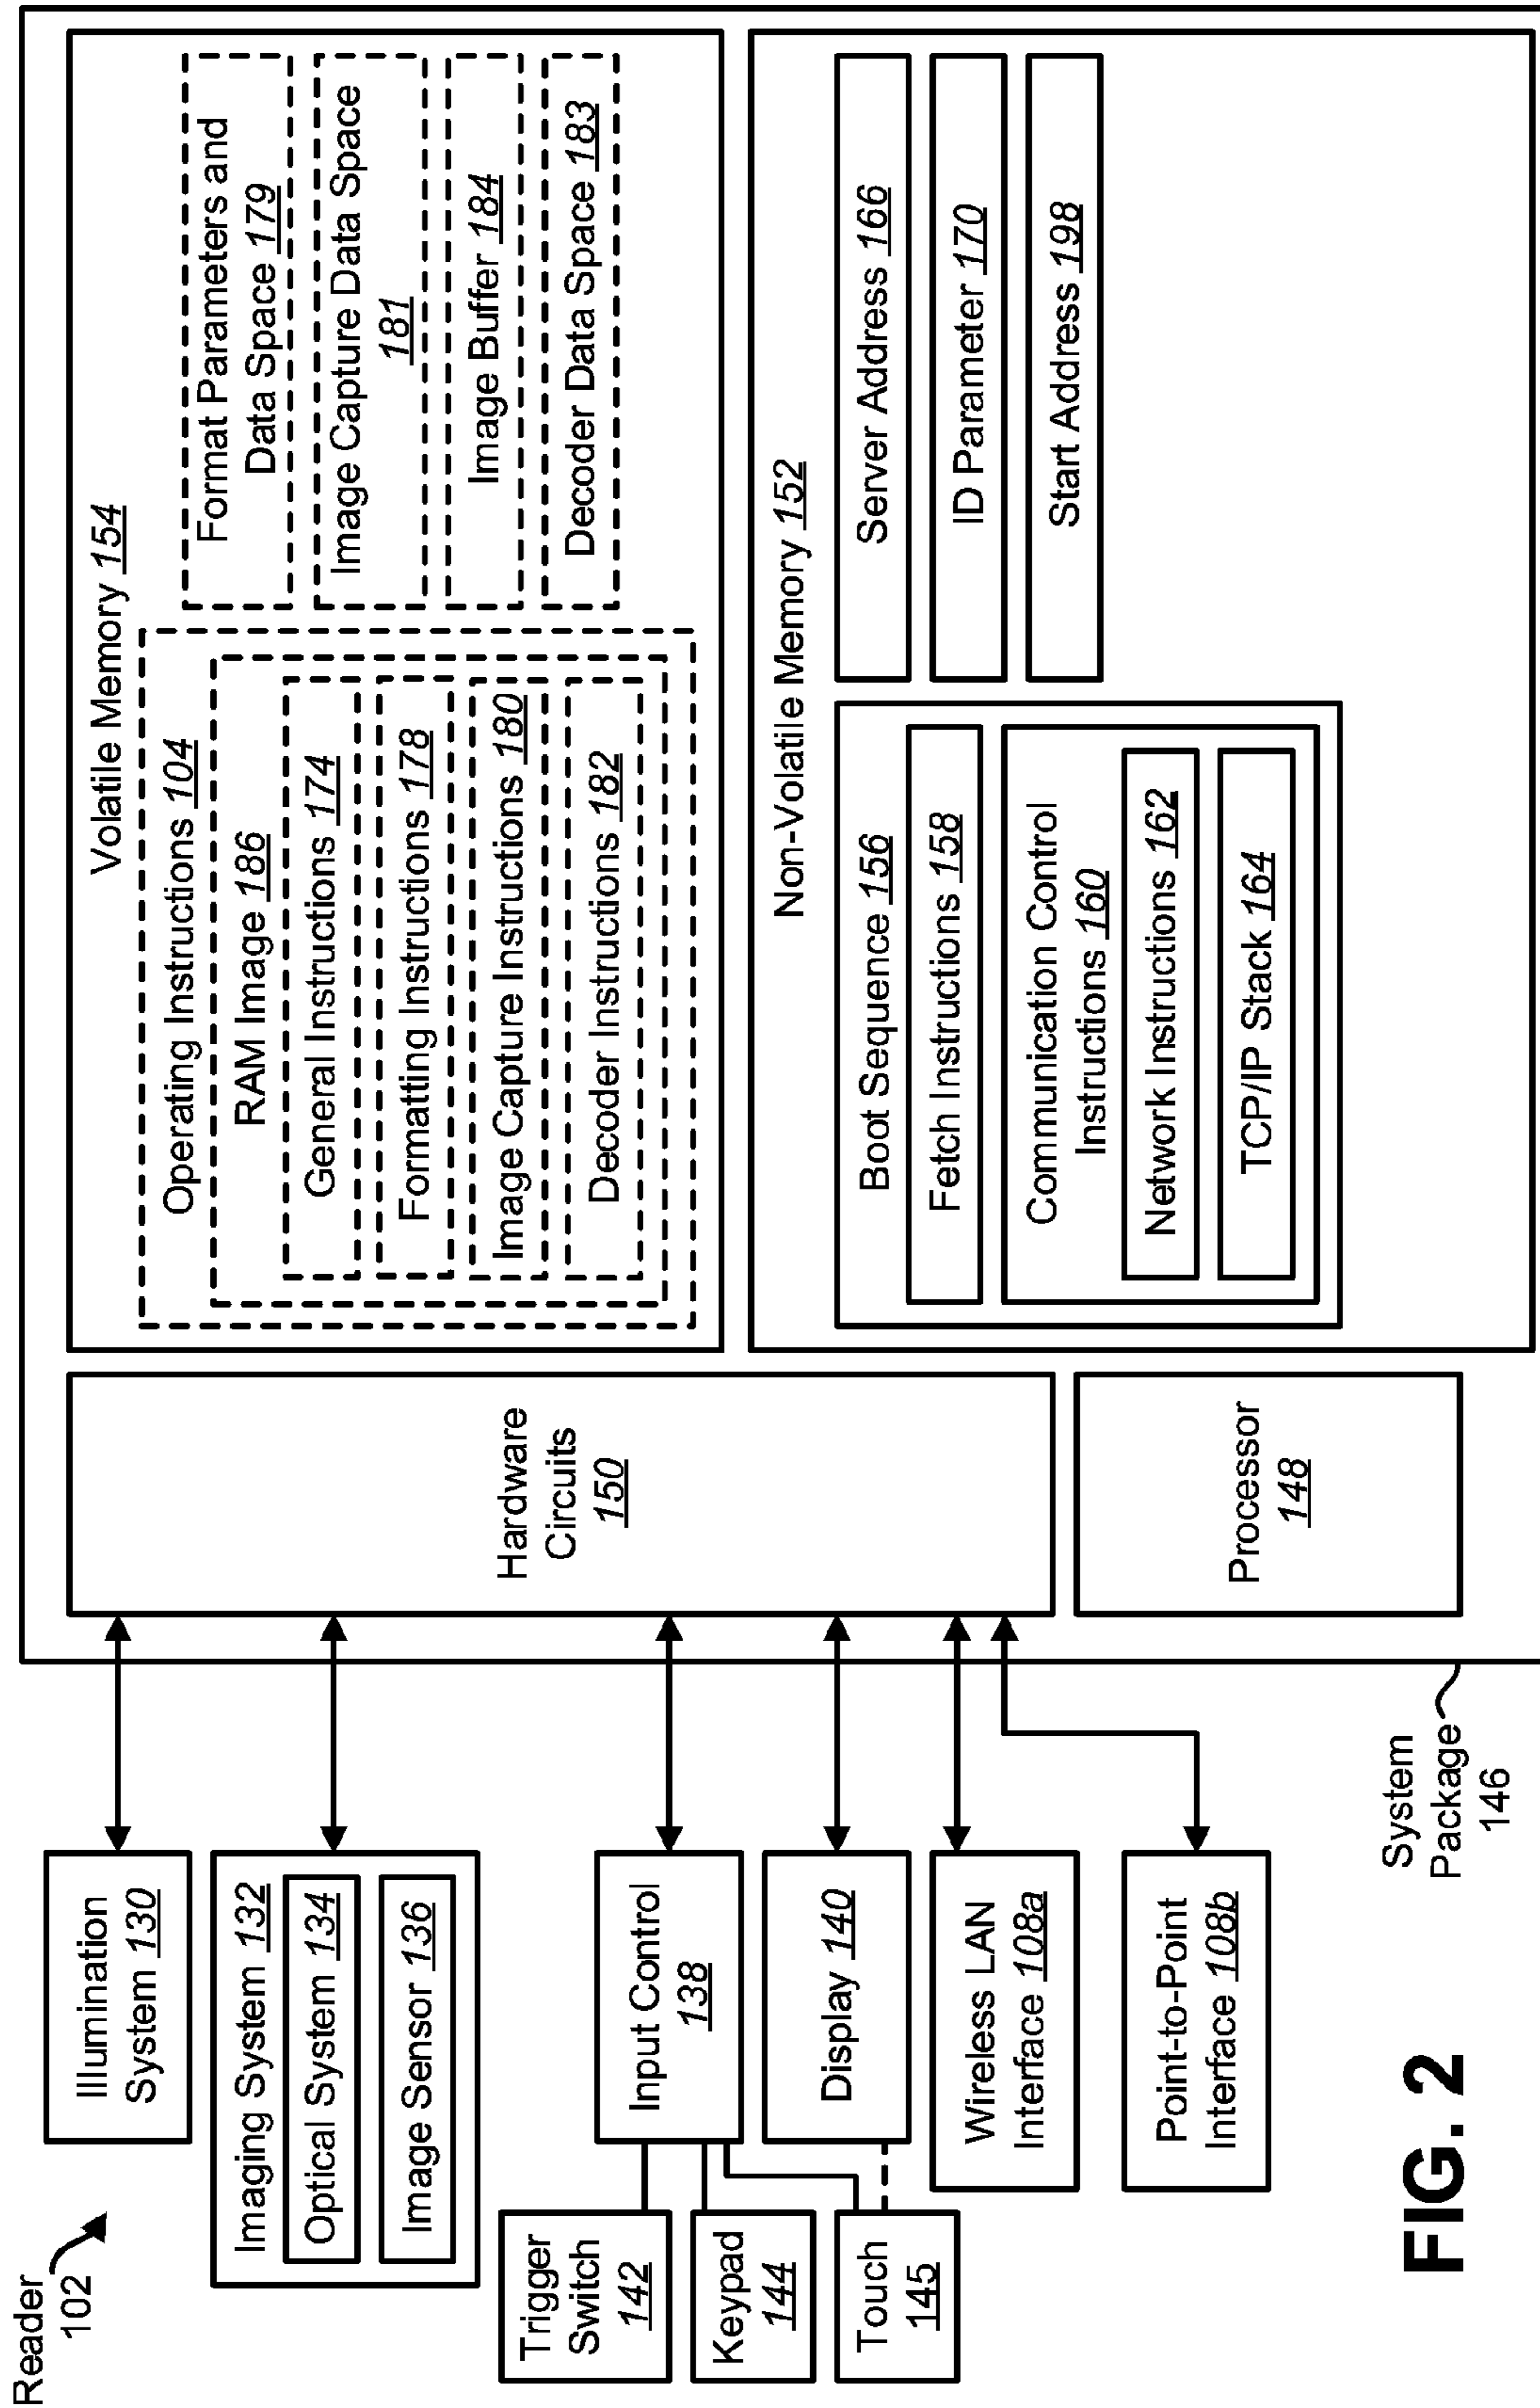 Reader
102
Illumination
System 130
Imaging System 132
Optical System 134
Image Sensor 136
Trigger
Switch
142
Keypad
144
Touch
145
Input Control
138
Display 140
Wireless LAN
Interface 108a
Point-to-Point
Interface 108b
System
Package
146
Hardware
Circuits
150
Processor
148
Volatile Memory 154
Operating Instructions 104
RAM Image 186
General Instructions 174
Formatting Instructions 178
Image Capture Instructions 180
Decoder Instructions 182
Format Parameters and
Data Space 179
Image Capture Data Space
181
Image Buffer 184
Decoder Data Space 183
Non-Volatile Memory 152
Boot Sequence 156
Fetch Instructions 158
Communication Control
Instructions 160
Network Instructions 162
TCP/IP Stack 164
Server Address 166
ID Parameter 170
Start Address 198
FIG. 2